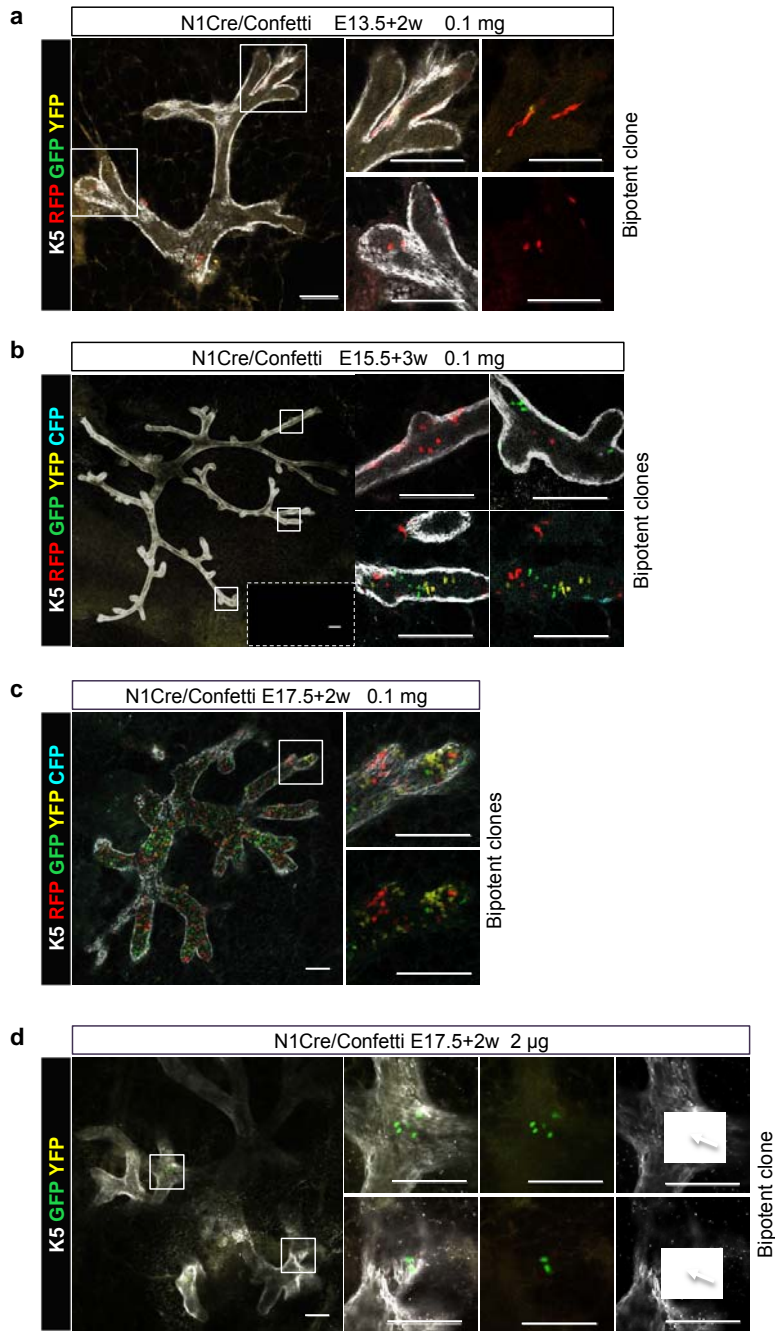 a
N1Cre/Confetti E13.5+2w 0.1 mg
K5 RFP GFP YFP
Bipotent clone
b
N1Cre/Confetti E15.5+3w 0.1 mg
K5 RFP GFP YFP CFP
Bipotent clones
c
N1Cre/Confetti E17.5+2w 0.1 mg
K5 RFP GFP YFP CFP
Bipotent clones
d
N1Cre/Confetti E17.5+2w 2 µg
K5 GFP YFP
Bipotent clone